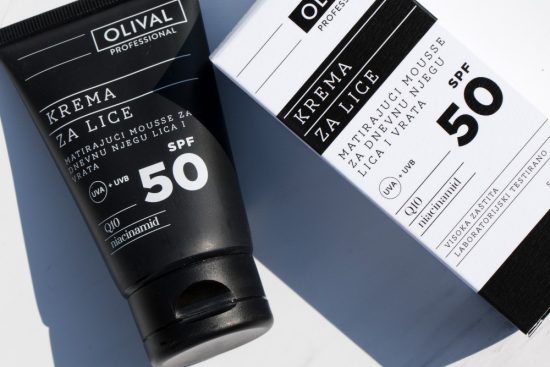 OLIVAL
PROFESSIONAL
KREMA
ZA LICE
MATIRAJUĆI MOUSSE ZA
DNEVNU NJEGU LICA I
VRATA
UVA + UVB
SPF
50
Q10
niacinamid
OLIVAL
PROFESSIONAL
KREMA
ZA LICE
MATIRAJUĆI MOUSSE
ZA DNEVNU NJEGU
LICA I VRATA
UVA + UVB
SPF
50
Q10
niacinamid
VISOKA ZAŠTITA
LABORATORIJSKI TESTIRANO